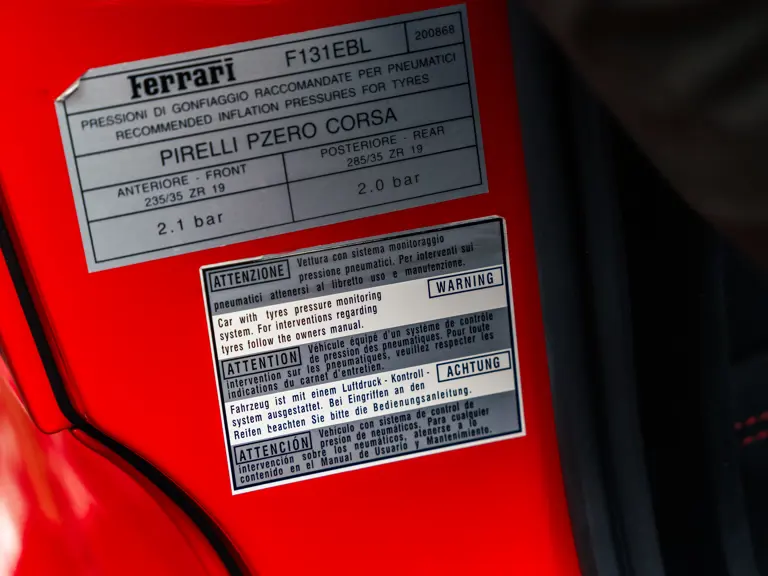 Ferrari F131EBL 200868
PRESSIONI DI GONFIAGGIO RACCOMANDATE PER PNEUMATICI
RECOMMENDED INFLATION PRESSURES FOR TYRES
PIRELLI PZERO CORSA
ANTERIORE - FRONT
235/35 ZR 19
POSTERIORE - REAR
285/35 ZR 19
2.1 bar
2.0 bar
ATTENZIONE Vettura con sistema monitoraggio
pressione pneumatici. Per interventi sui
pneumatici attenersi al libretto uso e manutenzione.
Car with tyres pressure monitoring WARNING
system. For interventions regarding
tyres follow the owners manual.
ATTENTION Véhicule équipé d'un système de contrôle
de pression des pneumatiques. Pour toute
intervention sur les pneumatiques, veuillez respecter les
indications du carnet d'entretien.
Fahrzeug ist mit einem Luftdruck - Kontroll - ACHTUNG
system ausgestattet. Bei Eingriffen an den
Reifen beachten Sie bitte die Bedienungsanleitung.
ATTENCIÓN Vehiculo con sistema de control de
presion de neumáticos. Para cualquier
intervención sobre los neumáticos, atenerse a lo
contenido en el Manual de Usuario y Mantenimiento.